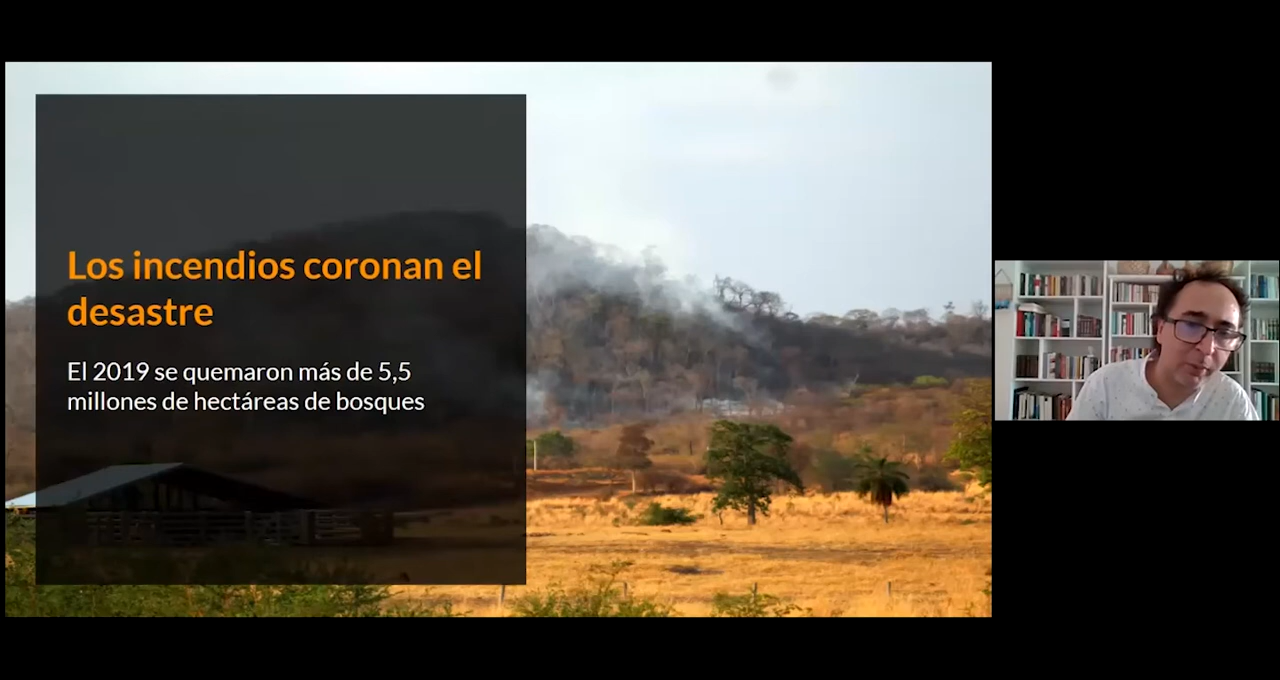 Los incendios coronan el
desastre
El 2019 se quemaron más de 5,5
millones de hectáreas de bosques